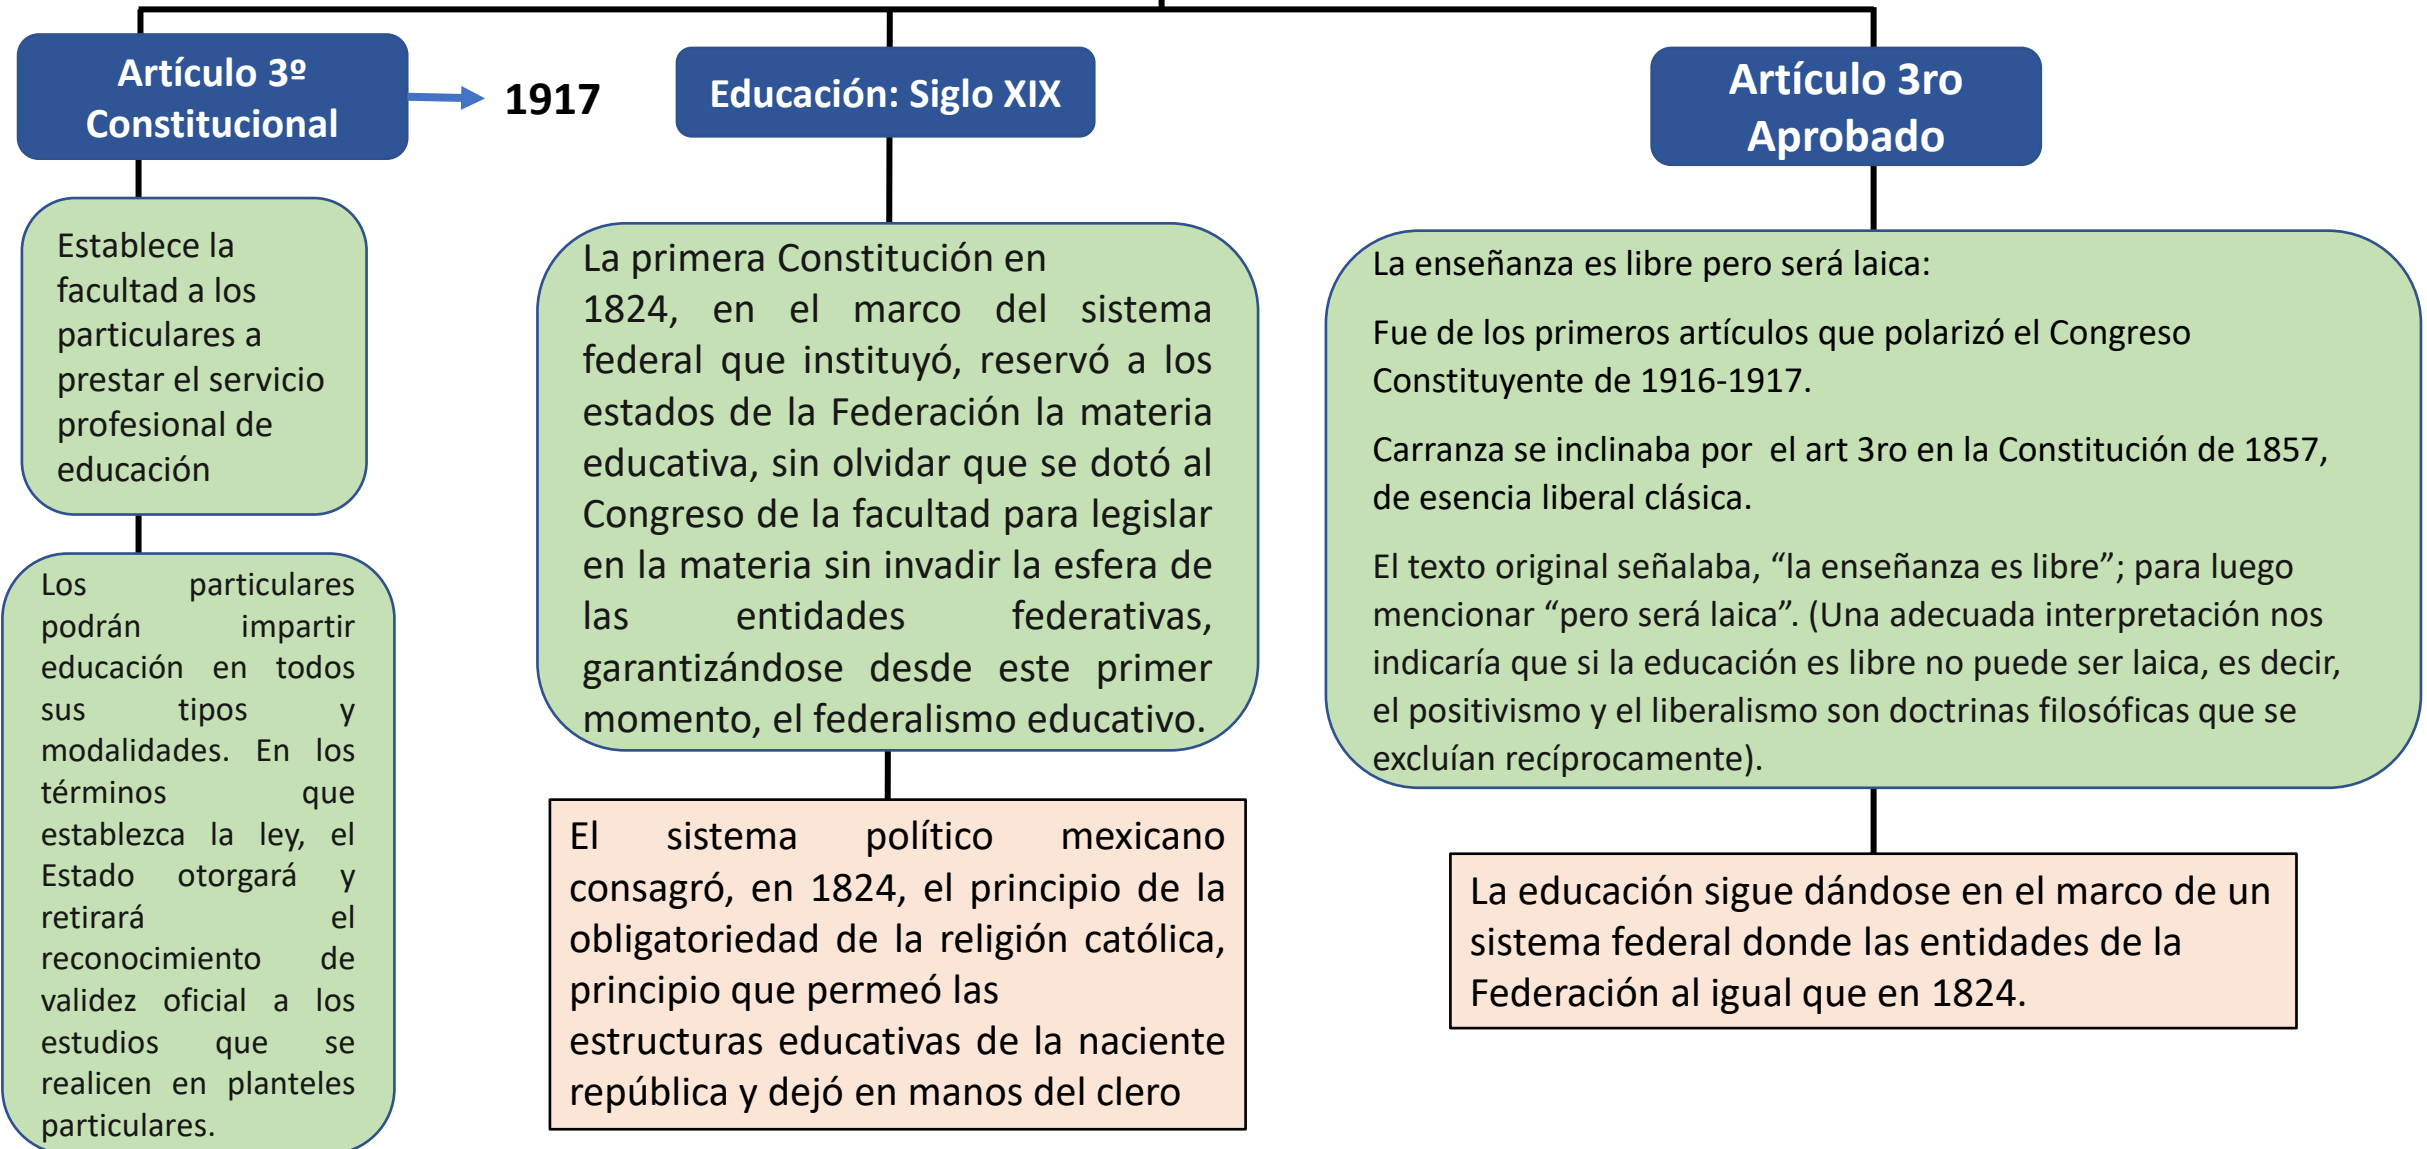 Artículo 3º
Constitucional
1917
Establece la
facultad a los
particulares a
prestar el servicio
profesional de
educación
Los particulares
podrán impartir
educación en todos
sus tipos y
modalidades. En los
términos que
establezca la ley, el
Estado otorgará y
retirará el
reconocimiento de
validez oficial a los
estudios que se
realicen en planteles
particulares.
Educación: Siglo XIX
La primera Constitución en
1824, en el marco del sistema
federal que instituyó, reservó a los
estados de la Federación la materia
educativa, sin olvidar que se dotó al
Congreso de la facultad para legislar
en la materia sin invadir la esfera de
las entidades federativas,
garantizándose desde este primer
momento, el federalismo educativo.
El sistema político mexicano
consagró, en 1824, el principio de la
obligatoriedad de la religión católica,
principio que permeó las
estructuras educativas de la naciente
república y dejó en manos del clero
Artículo 3ro
Aprobado
La enseñanza es libre pero será laica:
Fue de los primeros artículos que polarizó el Congreso
Constituyente de 1916-1917.
Carranza se inclinaba por  el art 3ro en la Constitución de 1857,
de esencia liberal clásica.
El texto original señalaba, “la enseñanza es libre”; para luego
mencionar “pero será laica”. (Una adecuada interpretación nos
indicaría que si la educación es libre no puede ser laica, es decir,
el positivismo y el liberalismo son doctrinas filosóficas que se
excluían recíprocamente).
La educación sigue dándose en el marco de un
sistema federal donde las entidades de la
Federación al igual que en 1824.